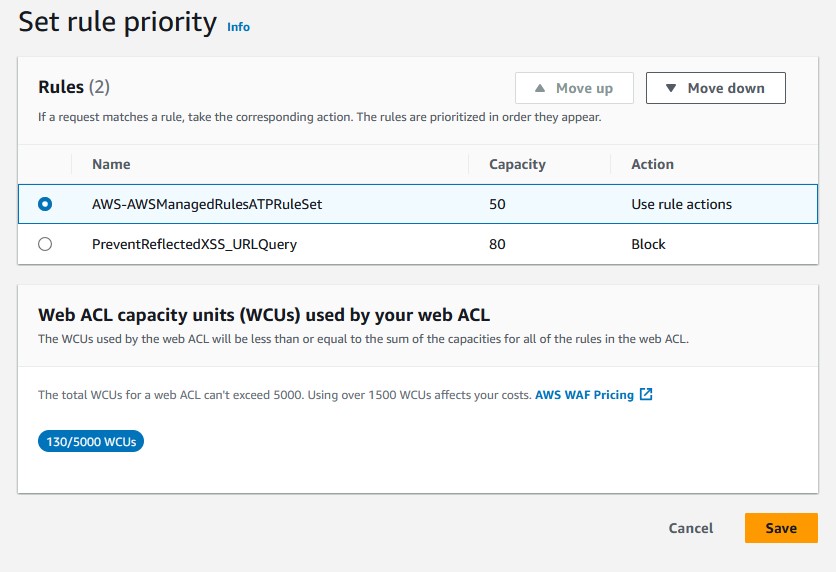 Set rule priority Info
Rules (2)
Move up
Move down
If a request matches a rule, take the corresponding action. The rules are prioritized in order they appear.
Name Capacity Action
AWS-AWSManagedRulesATPRuleSet 50 Use rule actions
PreventReflectedXSS_URLQuery 80 Block
Web ACL capacity units (WCUs) used by your web ACL
The WCUs used by the web ACL will be less than or equal to the sum of the capacities for all of the rules in the web ACL.
The total WCUs for a web ACL can't exceed 5000. Using over 1500 WCUs affects your costs. AWS WAF Pricing
130/5000 WCUs
Cancel Save